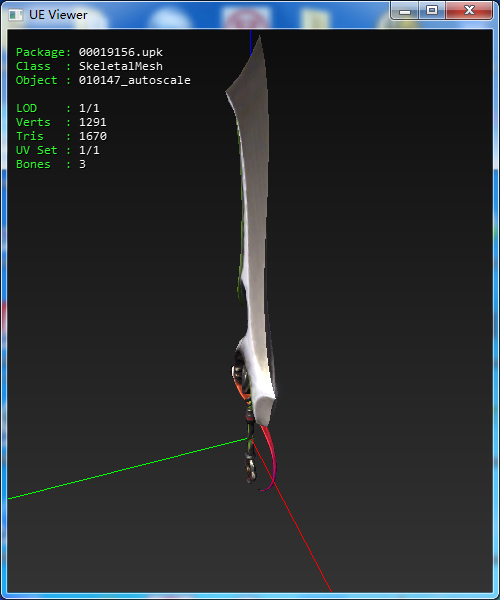 UE Viewer
Package: 00019156.upk
Class : SkeletalMesh
Object : 010147_autoscale
LOD : 1/1
Verts : 1291
Tris : 1670
UV Set : 1/1
Bones : 3